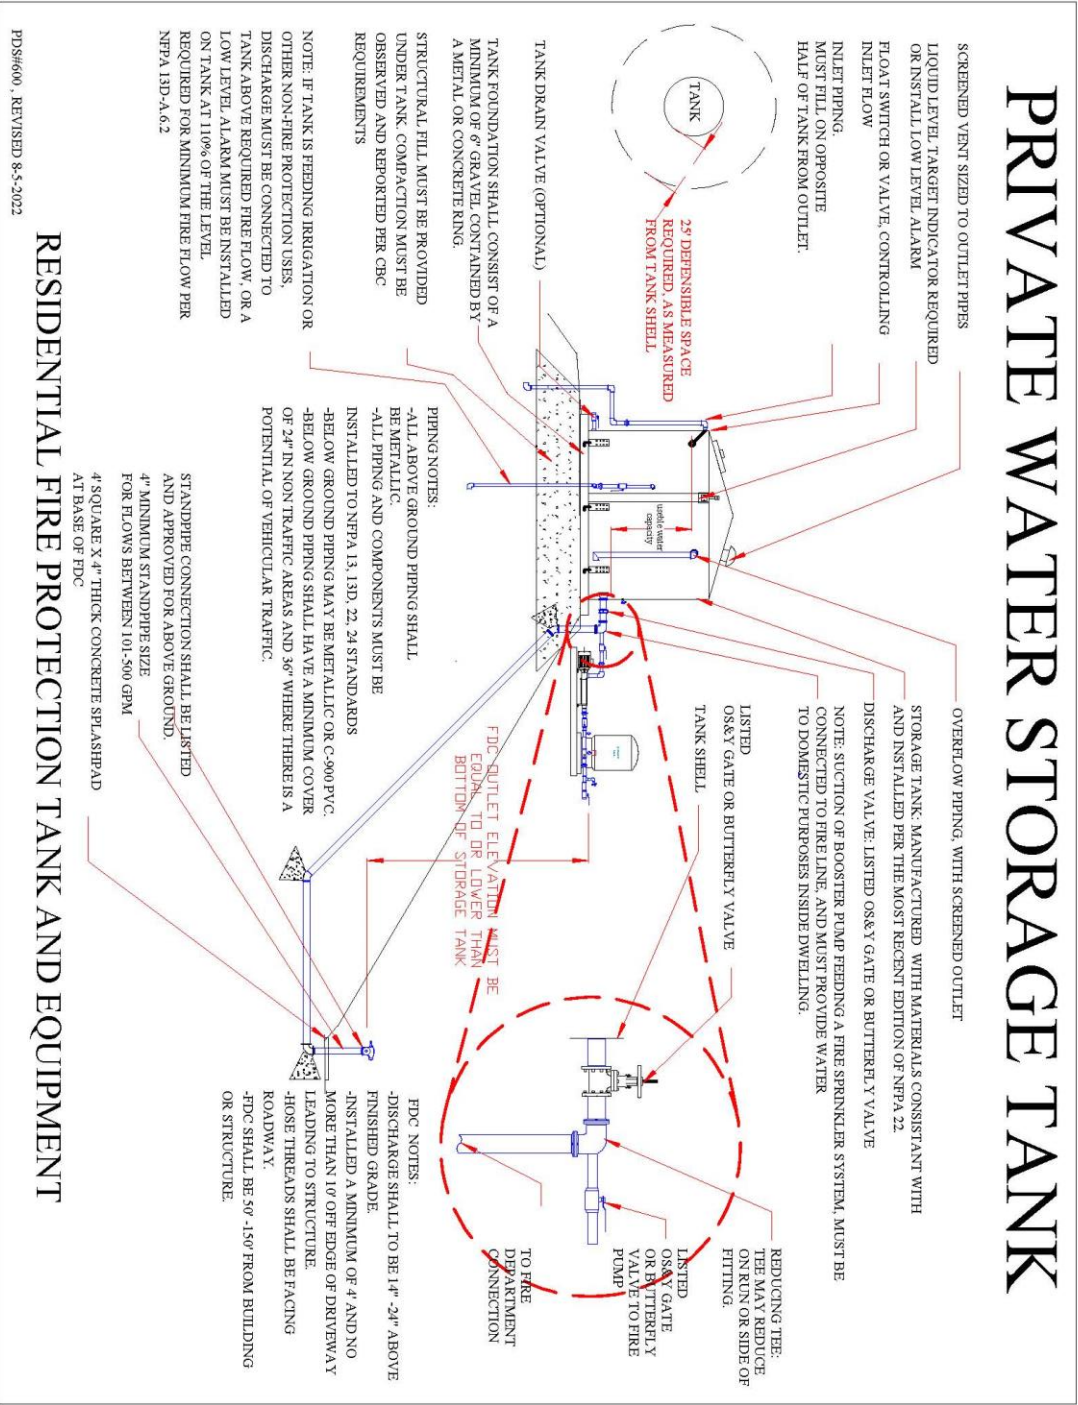 PRIVATE WATER STORAGE TANK
SCREENED VENT SIZED TO OUTLET PIPES
LIQUID LEVEL TARGET INDICATOR REQUIRED
OR INSTALL LOW LEVEL ALARM
FLOAT SWITCH OR VALVE, CONTROLLING
INLET FLOW
INLET PIPING.
MUST FILL ON OPPOSITE
HALF OF TANK FROM OUTLET.
TANK
25' DEFENSIBLE SPACE
REQUIRED, AS MEASURED
FROM TANK SHELL
TANK DRAIN VALVE (OPTIONAL)
TANK FOUNDATION SHALL CONSIST OF A
MINIMUM OF 6" GRAVEL CONTAINED BY
A METAL OR CONCRETE RING.
STRUCTURAL FILL MUST BE PROVIDED
UNDER TANK. COMPACTION MUST BE
OBSERVED AND REPORTED PER CBC
REQUIREMENTS
NOTE: IF TANK IS FEEDING IRRIGATION OR
OTHER NON-FIRE PROTECTION USES,
DISCHARGE MUST BE CONNECTED TO
TANK ABOVE REQUIRED FIRE FLOW, OR A
LOW LEVEL ALARM MUST BE INSTALLED
ON TANK AT 110% OF THE LEVEL
REQUIRED FOR MINIMUM FIRE FLOW PER
NFPA 13D-A.6.2
usable water
capacity
OVERFLOW PIPING, WITH SCREENED OUTLET
STORAGE TANK: MANUFACTURED WITH MATERIALS CONSISTANT WITH
AND INSTALLED PER THE MOST RECENT EDITION OF NFPA 22.
DISCHARGE VALVE: LISTED OS&Y GATE OR BUTTERFLY VALVE
NOTE: SUCTION OF BOOSTER PUMP FEEDING A FIRE SPRINKLER SYSTEM, MUST BE
CONNECTED TO FIRE LINE, AND MUST PROVIDE WATER
TO DOMESTIC PURPOSES INSIDE DWELLING.
LISTED
OS&Y GATE OR BUTTERFLY VALVE
TANK SHELL
REDUCING TEE:
TEE MAY REDUCE
ON RUN OR SIDE OF
FITTING.
LISTED
OS&Y GATE
OR BUTTERFLY
VALVE TO FIRE
PUMP
TO FIRE
DEPARTMENT
CONNECTION
FDC OUTLET ELEVATION MUST BE
EQUAL TO OR LOWER THAN
BOTTOM OF STORAGE TANK
PIPING NOTES:
-ALL ABOVE GROUND PIPING SHALL
BE METALLIC.
-ALL PIPING AND COMPONENTS MUST BE
INSTALLED TO NFPA 13, 13D, 22, 24 STANDARDS
-BELOW GROUND PIPING MAY BE METALLIC OR C-900 PVC.
-BELOW GROUND PIPING SHALL HAVE A MINIMUM COVER
OF 24" IN NON TRAFFIC AREAS AND 36" WHERE THERE IS A
POTENTIAL OF VEHICULAR TRAFFIC.
STANDPIPE CONNECTION SHALL BE LISTED
AND APPROVED FOR ABOVE GROUND.
4" MINIMUM STANDPIPE SIZE
FOR FLOWS BETWEEN 101-500 GPM
4' SQUARE X 4" THICK CONCRETE SPLASHPAD
AT BASE OF FDC
FDC NOTES:
-DISCHARGE SHALL TO BE 14" -24" ABOVE
FINISHED GRADE.
-INSTALLED A MINIMUM OF 4' AND NO
MORE THAN 10' OFF EDGE OF DRIVEWAY
LEADING TO STRUCTURE.
-HOSE THREADS SHALL BE FACING
ROADWAY.
-FDC SHALL BE 50' -150' FROM BUILDING
OR STRUCTURE.
RESIDENTIAL FIRE PROTECTION TANK AND EQUIPMENT
PDS#600 , REVISED 8-5-2022